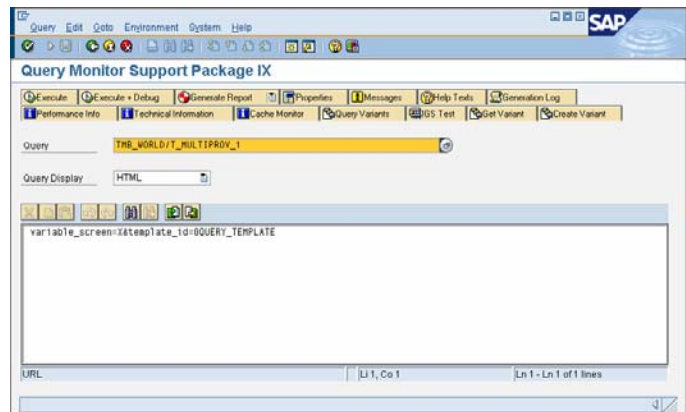 Query Edit Goto Environment System Help
SAP
Query Monitor Support Package IX
Execute Execute + Debug Generate Report Properties Messages Help Texts Generation Log
Performance Info Technical Information Cache Monitor Query Variants IGS Test Get Variant Create Variant
Query TMB_WORLD/T_MULTIPROV_1
Query Display HTML
variable_screen=X&template_id=0QUERY_TEMPLATE
URL Li 1, Co 1 Ln 1 - Ln 1 of 1 lines